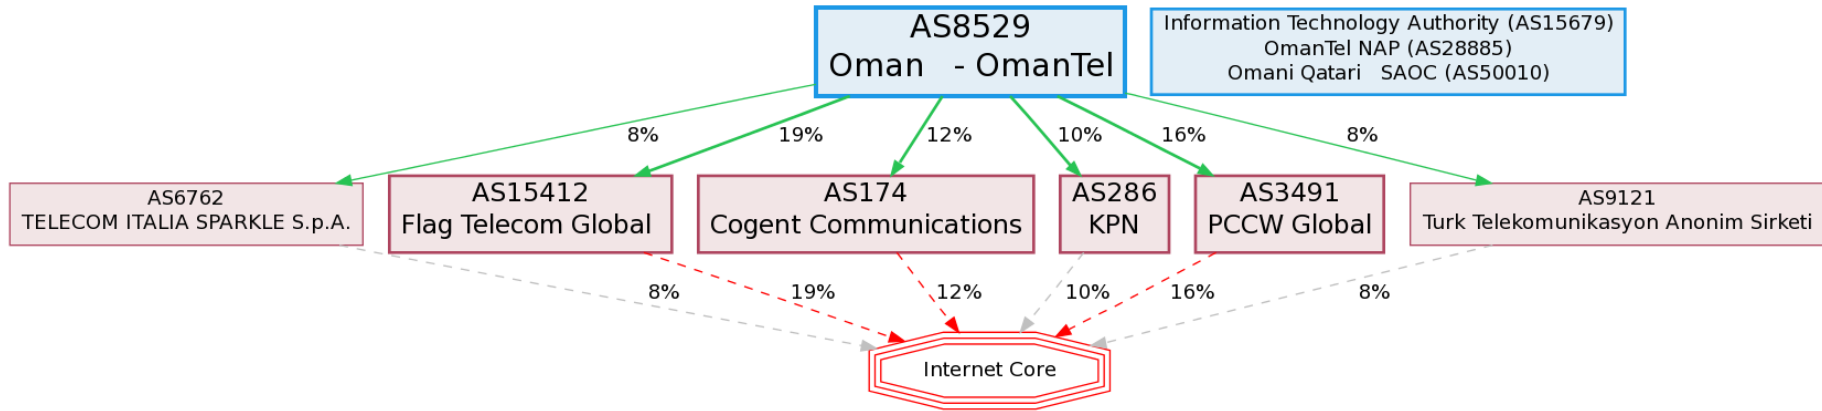 AS8529
Oman - OmanTel
Information Technology Authority (AS15679)
OmanTel NAP (AS28885)
Omani Qatari SAOC (AS50010)
8%
19%
12%
10%
16%
8%
AS6762
TELECOM ITALIA SPARKLE S.p.A.
AS15412
Flag Telecom Global
AS174
Cogent Communications
AS286
KPN
AS3491
PCCW Global
AS9121
Turk Telekomunikasyon Anonim Sirketi
8%
19%
12%
10%
16%
8%
Internet Core